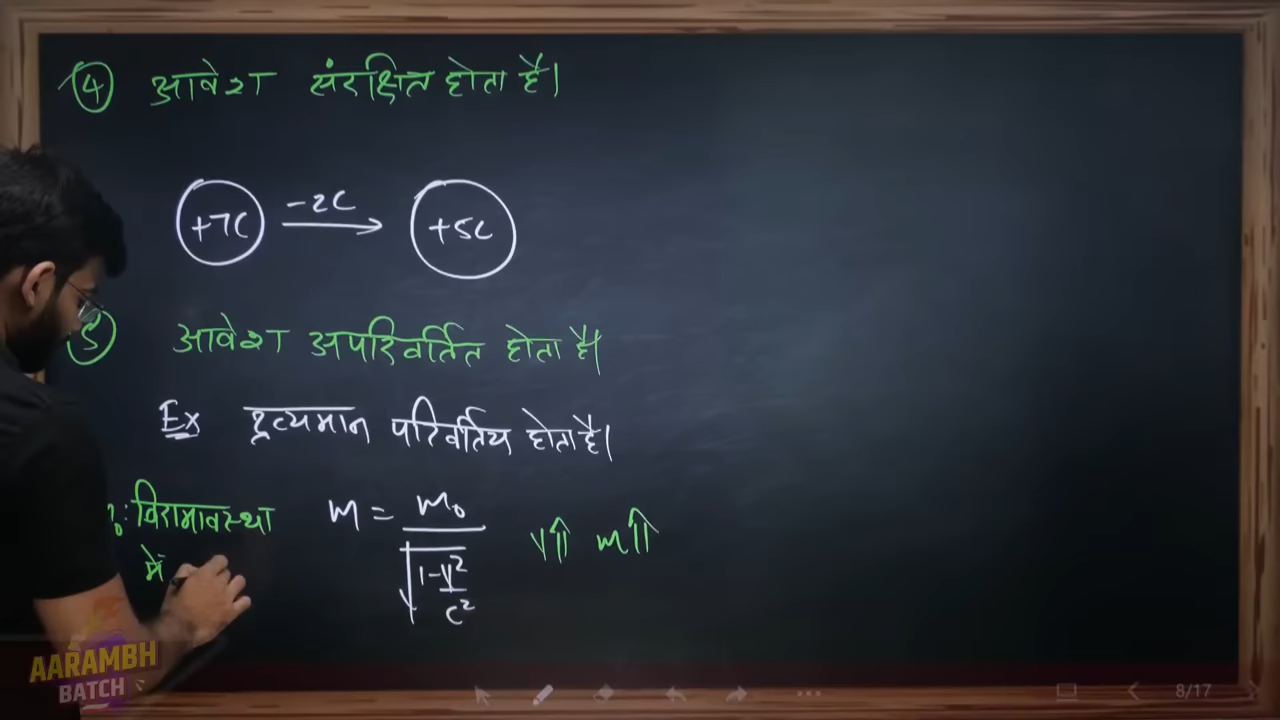 ④ आवेश संरक्षित होता है।
+7C -2C → +5C
⑤ आवेश अपरिवर्तित होता है।
Ex द्रव्यमान परिवर्तिय होता है।
: विरामावस्था
में
m = m₀ / √(1 - v²/c²) v⇑ m⇑
AARAMBH
BATCH
8/17